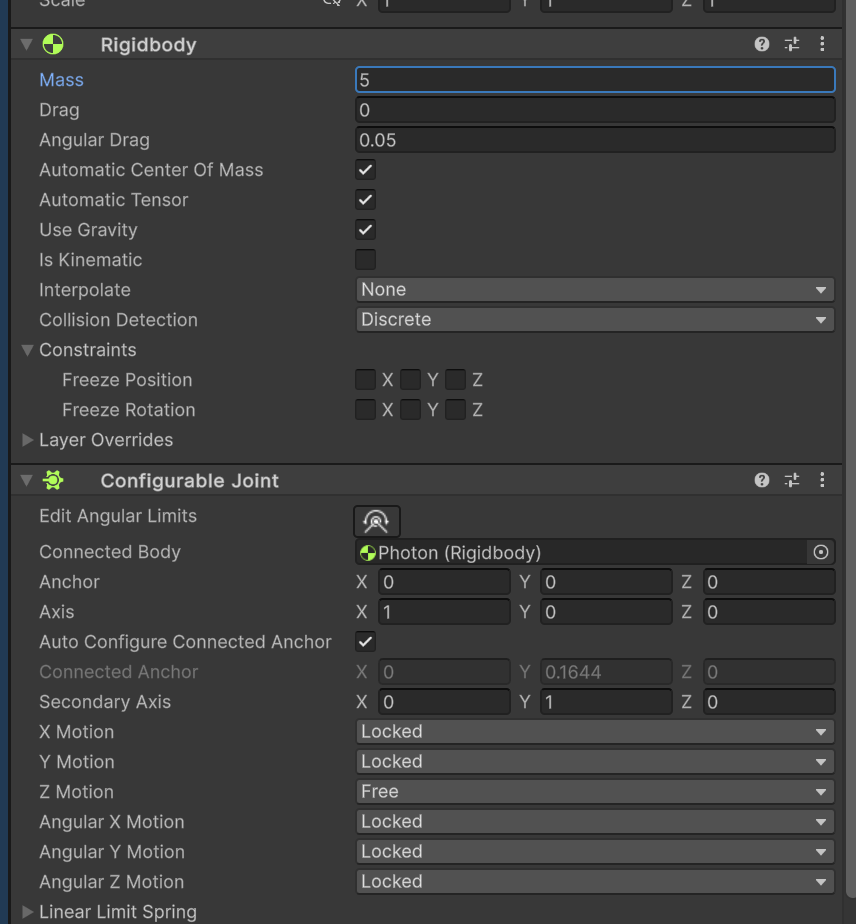 Scale X 1 Y 1 Z 1
Rigidbody
Mass 5
Drag 0
Angular Drag 0.05
Automatic Center Of Mass
Automatic Tensor
Use Gravity
Is Kinematic
Interpolate None
Collision Detection Discrete
Constraints
Freeze Position X Y Z
Freeze Rotation X Y Z
Layer Overrides
Configurable Joint
Edit Angular Limits
Connected Body Photon (Rigidbody)
Anchor X 0 Y 0 Z 0
Axis X 1 Y 0 Z 0
Auto Configure Connected Anchor
Connected Anchor X 0 Y 0.1644 Z 0
Secondary Axis X 0 Y 1 Z 0
X Motion Locked
Y Motion Locked
Z Motion Free
Angular X Motion Locked
Angular Y Motion Locked
Angular Z Motion Locked
Linear Limit Spring